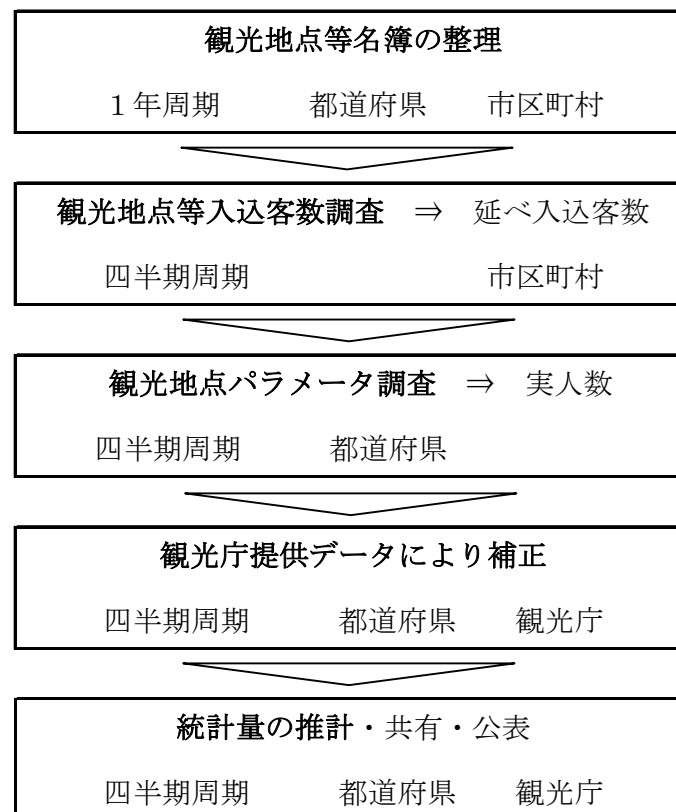 観光地点等名簿の整理
１年周期 都道府県 市区町村
観光地点等入込客数調査 ⇒ 延べ入込客数
四半期周期 市区町村
観光地点パラメータ調査 ⇒ 実人数
四半期周期 都道府県
観光庁提供データにより補正
四半期周期 都道府県 観光庁
統計量の推計・共有・公表
四半期周期 都道府県 観光庁